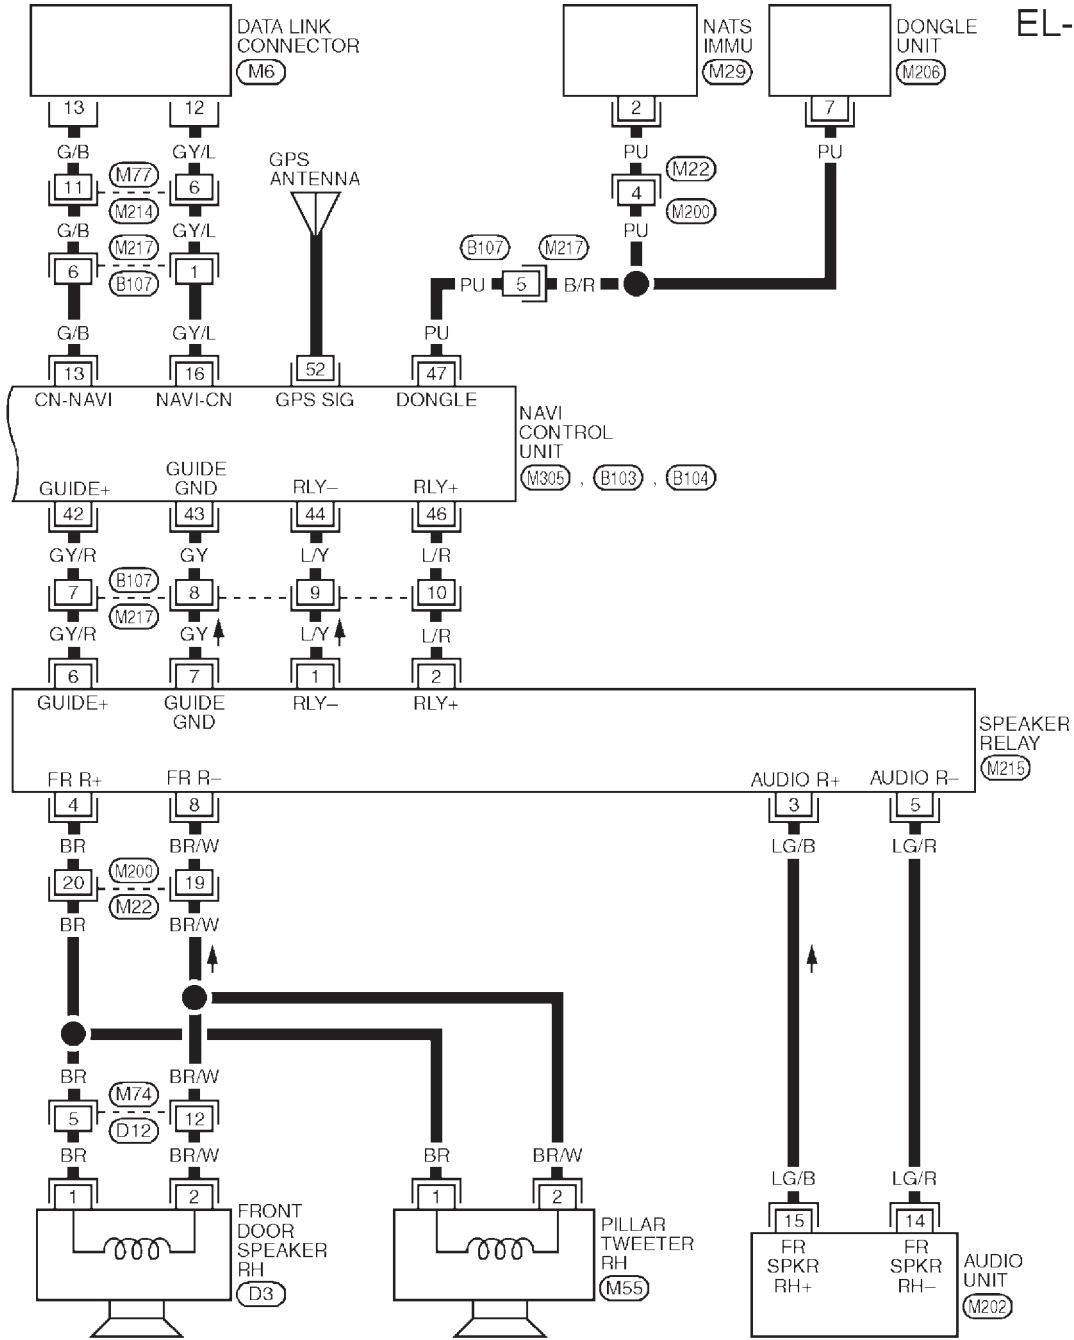 EL-
DATA LINK
CONNECTOR
M6
NATS
IMMU
M29
DONGLE
UNIT
M206
13
12
2
7
G/B
GY/L
PU
PU
GPS
ANTENNA
11
M77
6
M22
4
M214
M200
G/B
GY/L
PU
M217
B107
M217
6
1
B107
PU
5
B/R
G/B
GY/L
PU
13
16
52
47
CN-NAVI
NAVI-CN
GPS SIG
DONGLE
NAVI
CONTROL
UNIT
M305 , B103 , B104
GUIDE+
GUIDE
GND
RLY–
RLY+
42
43
44
46
GY/R
GY
L/Y
L/R
B107
7
8
9
10
M217
GY/R
GY
L/Y
L/R
6
7
1
2
GUIDE+
GUIDE
GND
RLY–
RLY+
SPEAKER
RELAY
M215
FR R+
FR R–
AUDIO R+
AUDIO R–
4
8
3
5
BR
BR/W
LG/B
LG/R
M200
20
19
M22
BR
BR/W
BR
BR/W
M74
5
12
D12
BR
BR/W
BR
BR/W
LG/B
LG/R
1
2
1
2
15
14
FRONT
DOOR
SPEAKER
RH
D3
PILLAR
TWEETER
RH
M55
FR
SPKR
RH+
FR
SPKR
RH–
AUDIO
UNIT
M202